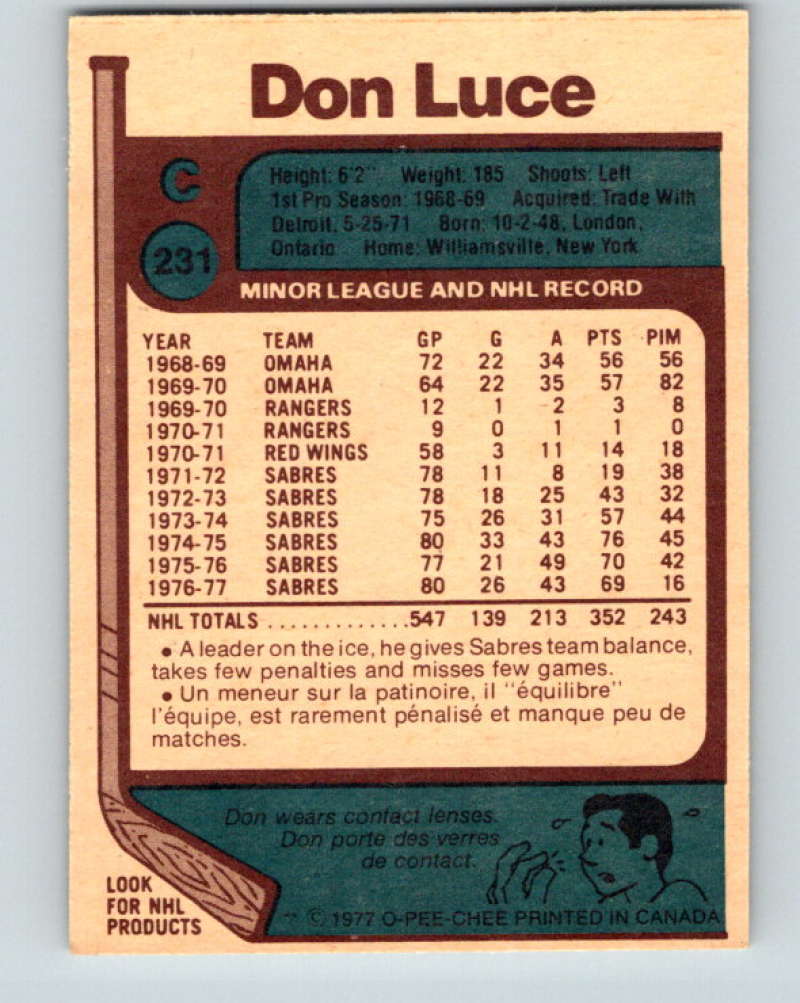 Don Luce
C
Height: 6'2" Weight: 185 Shoots: Left
1st Pro Season: 1968-69 Acquired: Trade With
Detroit, 5-25-71 Born: 10-2-48, London,
Ontario Home: Williamsville, New York
231
MINOR LEAGUE AND NHL RECORD
YEAR TEAM GP G A PTS PIM
1968-69 OMAHA 72 22 34 56 56
1969-70 OMAHA 64 22 35 57 82
1969-70 RANGERS 12 1 2 3 8
1970-71 RANGERS 9 0 1 1 0
1970-71 RED WINGS 58 3 11 14 18
1971-72 SABRES 78 11 8 19 38
1972-73 SABRES 78 18 25 43 32
1973-74 SABRES 75 26 31 57 44
1974-75 SABRES 80 33 43 76 45
1975-76 SABRES 77 21 49 70 42
1976-77 SABRES 80 26 43 69 16
NHL TOTALS .............547 139 213 352 243
• A leader on the ice, he gives Sabres team balance,
takes few penalties and misses few games.
• Un meneur sur la patinoire, il "équilibre"
l'équipe, est rarement pénalisé et manque peu de
matches.
Don wears contact lenses.
Don porte des verres
de contact.
LOOK
FOR NHL
PRODUCTS
© 1977 O-PEE-CHEE PRINTED IN CANADA